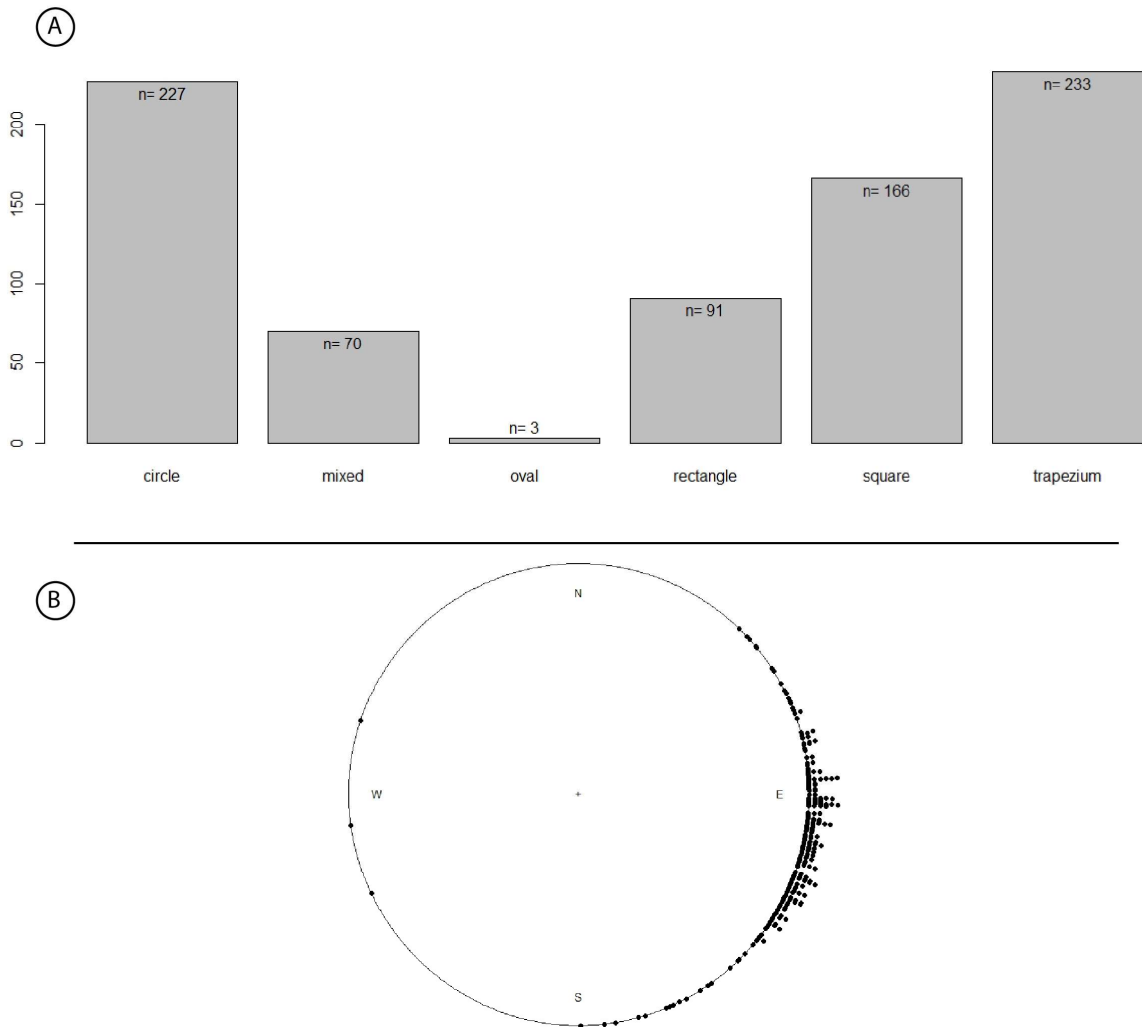 A
200
150
100
50
0
n= 227
n= 70
n= 3
n= 91
n= 166
n= 233
circle mixed oval rectangle square trapezium
B
N
W + E
S